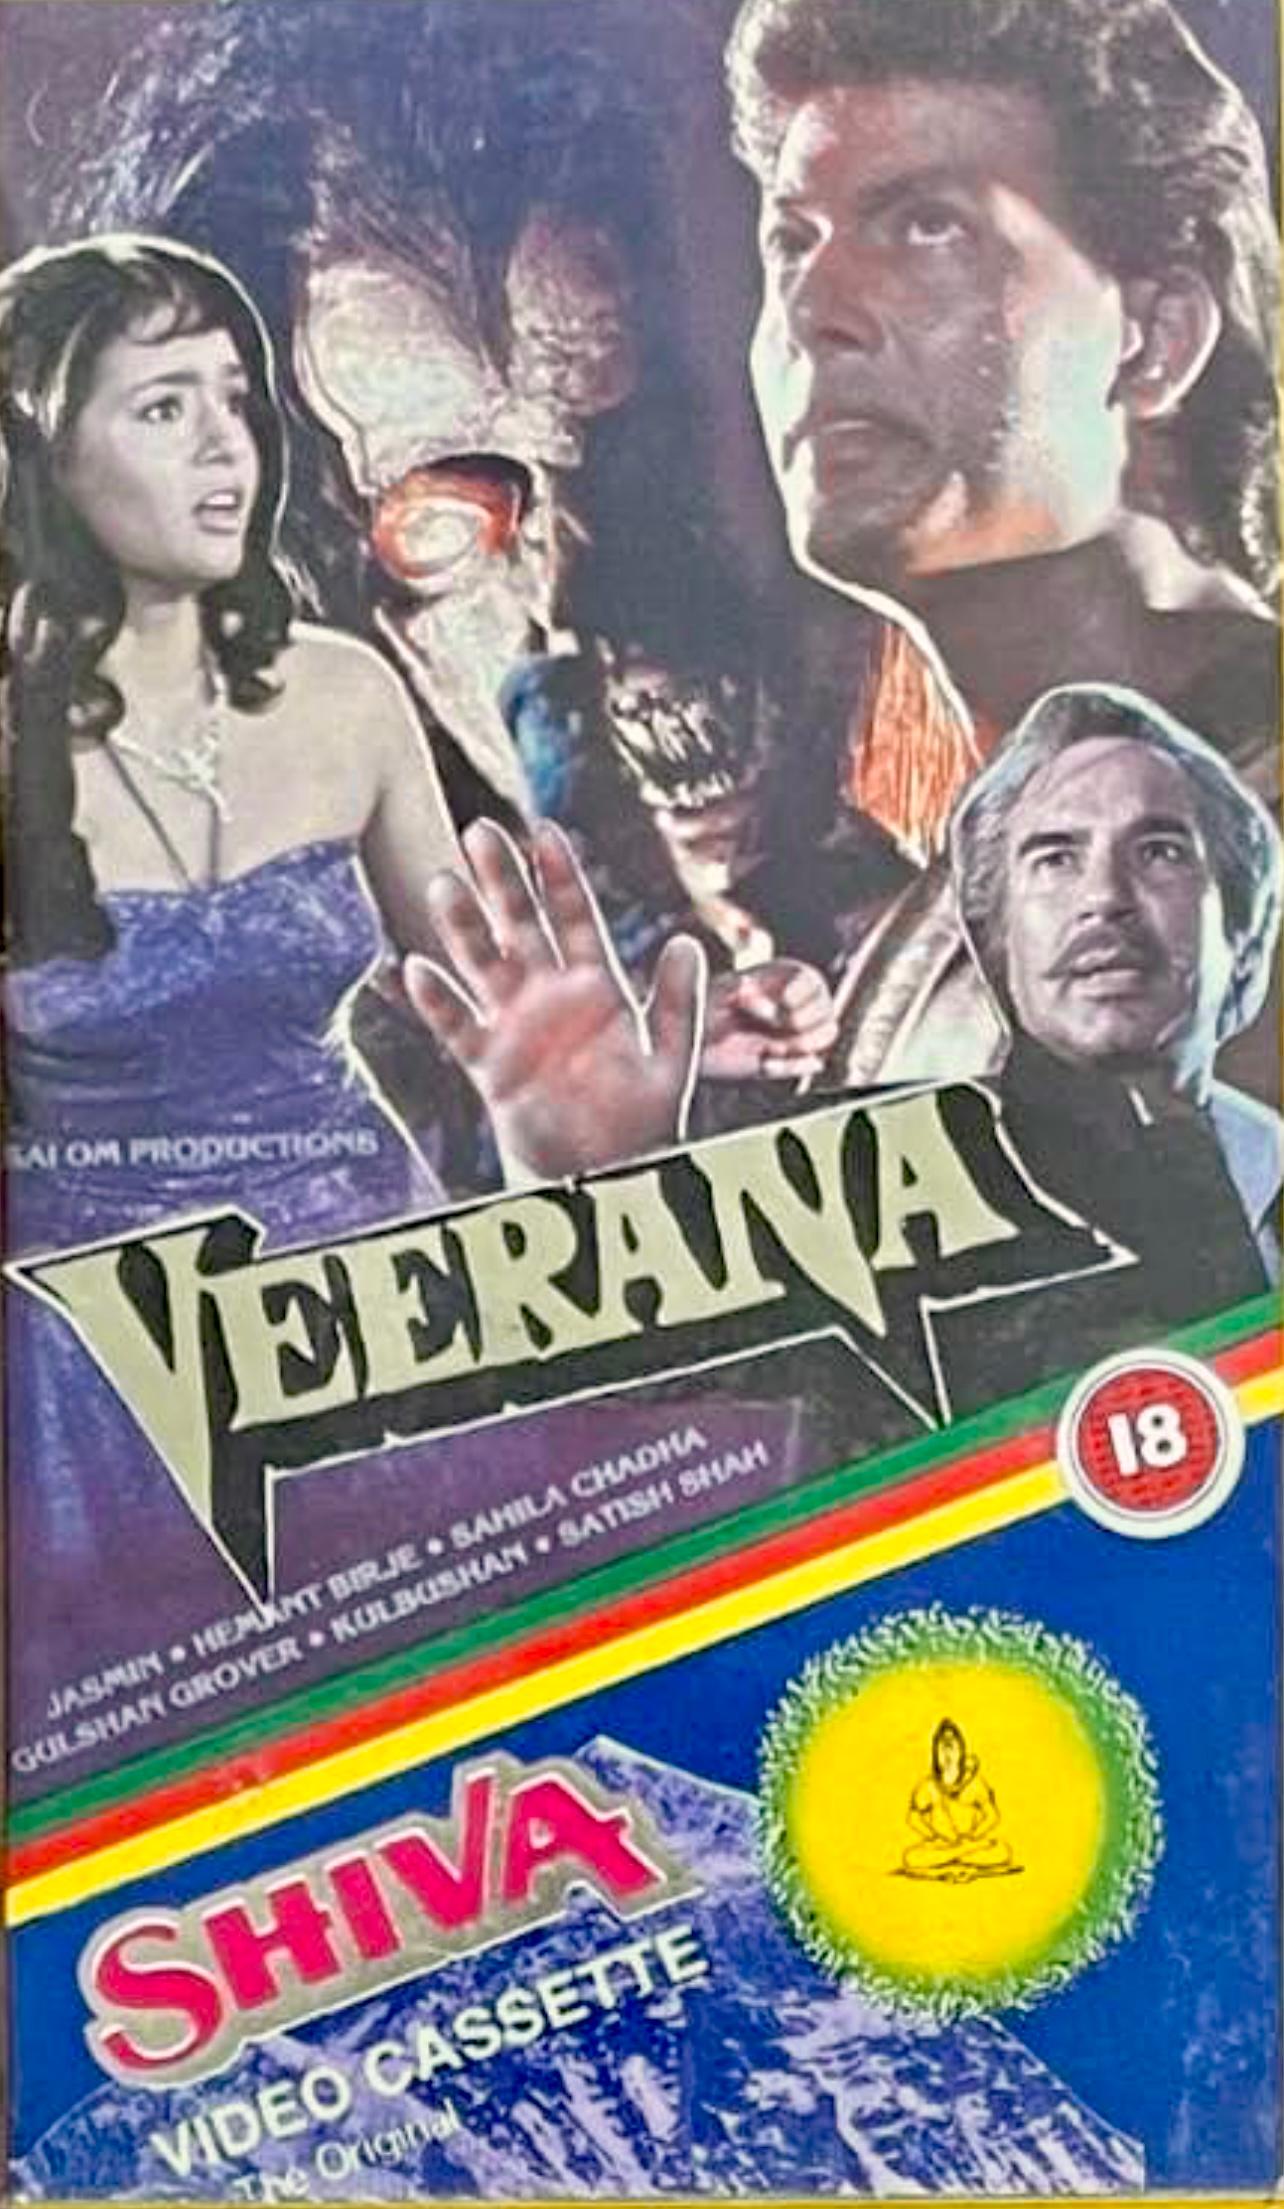 SAI OM PRODUCTIONS
VEERANA
JASMIN • HEMANT BIRJE • SAHILA CHADHA
GULSHAN GROVER • KULBUSHAN • SATISH SHAH
18
SHIVA
VIDEO CASSETTE
The Original